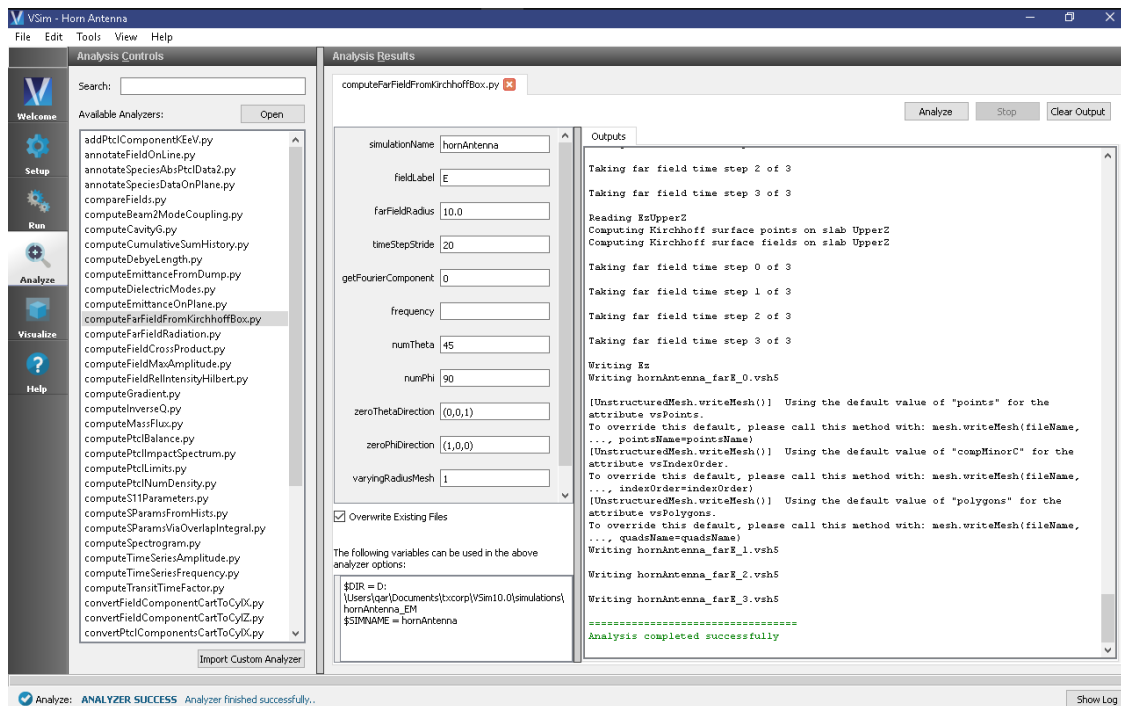 VSim - Horn Antenna
File Edit Tools View Help
Welcome
Setup
Run
Analyze
Visualize
Help
Analysis Controls
Search:
Available Analyzers:
Open
addPtclComponentKEeV.py
annotateFieldOnLine.py
annotateSpeciesAbsPtclData2.py
annotateSpeciesDataOnPlane.py
compareFields.py
computeBeam2ModeCoupling.py
computeCavityG.py
computeCumulativeSumHistory.py
computeDebyeLength.py
computeEmittanceFromDump.py
computeDielectricModes.py
computeEmittanceOnPlane.py
computeFarFieldFromKirchhoffBox.py
computeFarFieldRadiation.py
computeFieldCrossProduct.py
computeFieldMaxAmplitude.py
computeFieldRelIntensityHilbert.py
computeGradient.py
computeInverseQ.py
computeMassFlux.py
computePtclBalance.py
computePtclImpactSpectrum.py
computePtclLimits.py
computePtclNumDensity.py
computeS11Parameters.py
computeSParamsFromHists.py
computeSParamsViaOverlapIntegral.py
computeSpectrogram.py
computeTimeSeriesAmplitude.py
computeTimeSeriesFrequency.py
computeTransitTimeFactor.py
convertFieldComponentCartToCylX.py
convertFieldComponentCartToCylZ.py
convertPtclComponentsCartToCylX.py
Import Custom Analyzer
Analysis Results
computeFarFieldFromKirchhoffBox.py
Analyze Stop Clear Output
simulationName hornAntenna
fieldLabel E
farFieldRadius 10.0
timeStepStride 20
getFourierComponent 0
frequency
numTheta 45
numPhi 90
zeroThetaDirection (0,0,1)
zeroPhiDirection (1,0,0)
varyingRadiusMesh 1
Overwrite Existing Files
The following variables can be used in the above
analyzer options:
$DIR = D:
\Users\qar\Documents\txcorp\VSim10.0\simulations\
hornAntenna_EM
$SIMNAME = hornAntenna
Outputs
Taking far field time step 2 of 3
Taking far field time step 3 of 3
Reading EzUpperZ
Computing Kirchhoff surface points on slab UpperZ
Computing Kirchhoff surface fields on slab UpperZ
Taking far field time step 0 of 3
Taking far field time step 1 of 3
Taking far field time step 2 of 3
Taking far field time step 3 of 3
Writing Ez
Writing hornAntenna_farE_0.vsh5
[UnstructuredMesh.writeMesh()] Using the default value of "points" for the
attribute vsPoints.
To override this default, please call this method with: mesh.writeMesh(fileName,
..., pointsName=pointsName)
[UnstructuredMesh.writeMesh()] Using the default value of "compMinorC" for the
attribute vsIndexOrder.
To override this default, please call this method with: mesh.writeMesh(fileName,
..., indexOrder=indexOrder)
[UnstructuredMesh.writeMesh()] Using the default value of "polygons" for the
attribute vsPolygons.
To override this default, please call this method with: mesh.writeMesh(fileName,
..., quadsName=quadsName)
Writing hornAntenna_farE_1.vsh5
Writing hornAntenna_farE_2.vsh5
Writing hornAntenna_farE_3.vsh5
=================================
Analysis completed successfully
Analyze: ANALYZER SUCCESS Analyzer finished successfully..
Show Log